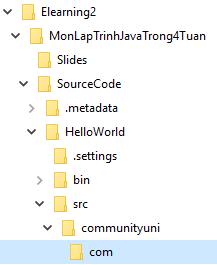 Elearning2
MonLapTrinhJavaTrong4Tuan
Slides
SourceCode
.metadata
HelloWorld
.settings
bin
src
communityuni
com